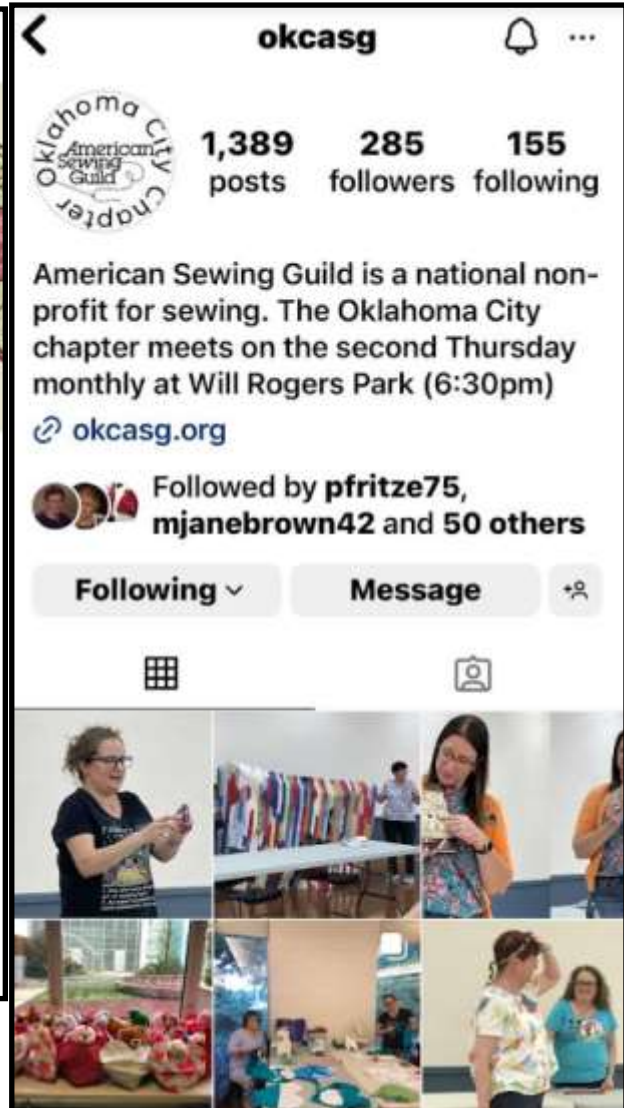 okcasg
Oklahoma City Chapter
American
Sewing
Guild
1,389
posts
285
followers
155
following
American Sewing Guild is a national non-
profit for sewing. The Oklahoma City
chapter meets on the second Thursday
monthly at Will Rogers Park (6:30pm)
okcasg.org
Followed by pfritze75,
mjanebrown42 and 50 others
Following
Message